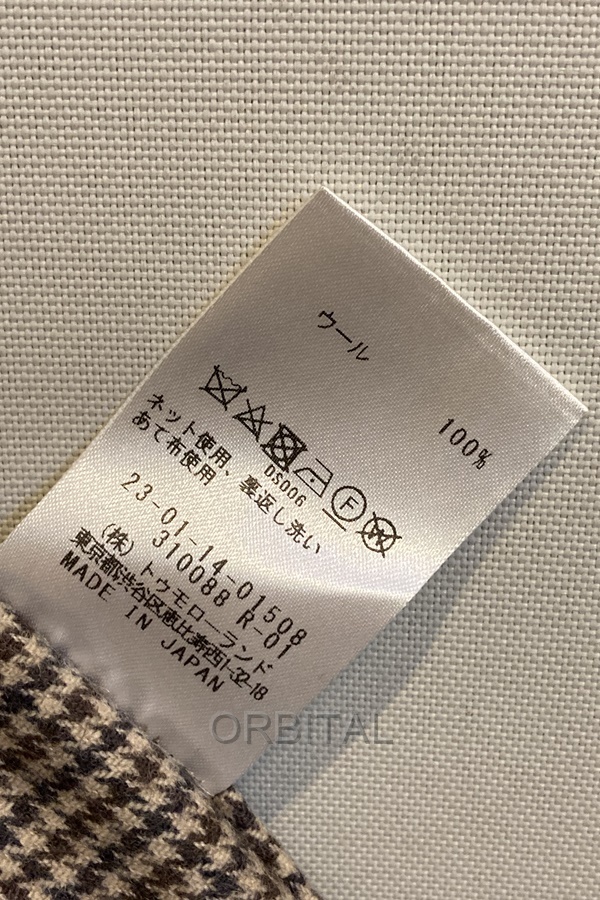 ウール 100%
DS006
ネット使用、裏返し洗い
あて布使用
23-01-14-01508
310088 R-01
(株)トゥモローランド
東京都渋谷区恵比寿西1-32-18
MADE IN JAPAN
ORBITAL